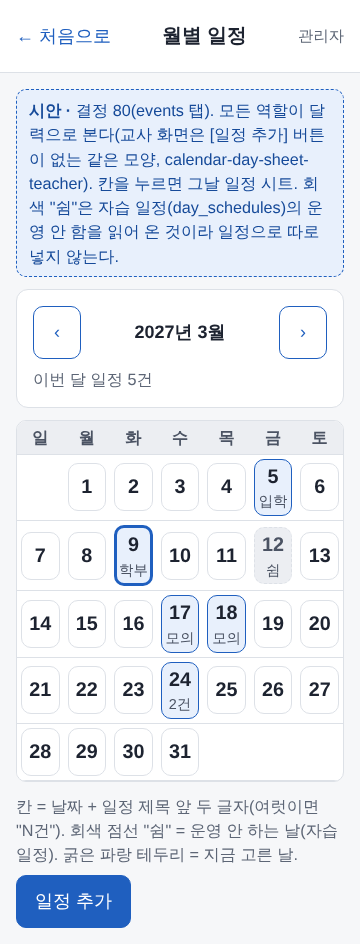 ← 처음으로 월별 일정 관리자
시안 · 결정 80(events 탭). 모든 역할이 달
력으로 본다(교사 화면은 [일정 추가] 버튼
이 없는 같은 모양, calendar-day-sheet-
teacher). 칸을 누르면 그날 일정 시트. 회
색 "쉼"은 자습 일정(day_schedules)의 운
영 안 함을 읽어 온 것이라 일정으로 따로
넣지 않는다.
‹ 2027년 3월 ›
이번 달 일정 5건
일 월 화 수 목 금 토
1 2 3 4 5 6
입학
7 8 9 10 11 12 13
학부 쉼
14 15 16 17 18 19 20
모의 모의
21 22 23 24 25 26 27
2건
28 29 30 31
칸 = 날짜 + 일정 제목 앞 두 글자(여럿이면
"N건"). 회색 점선 "쉼" = 운영 안 하는 날(자습
일정). 굵은 파랑 테두리 = 지금 고른 날.
일정 추가